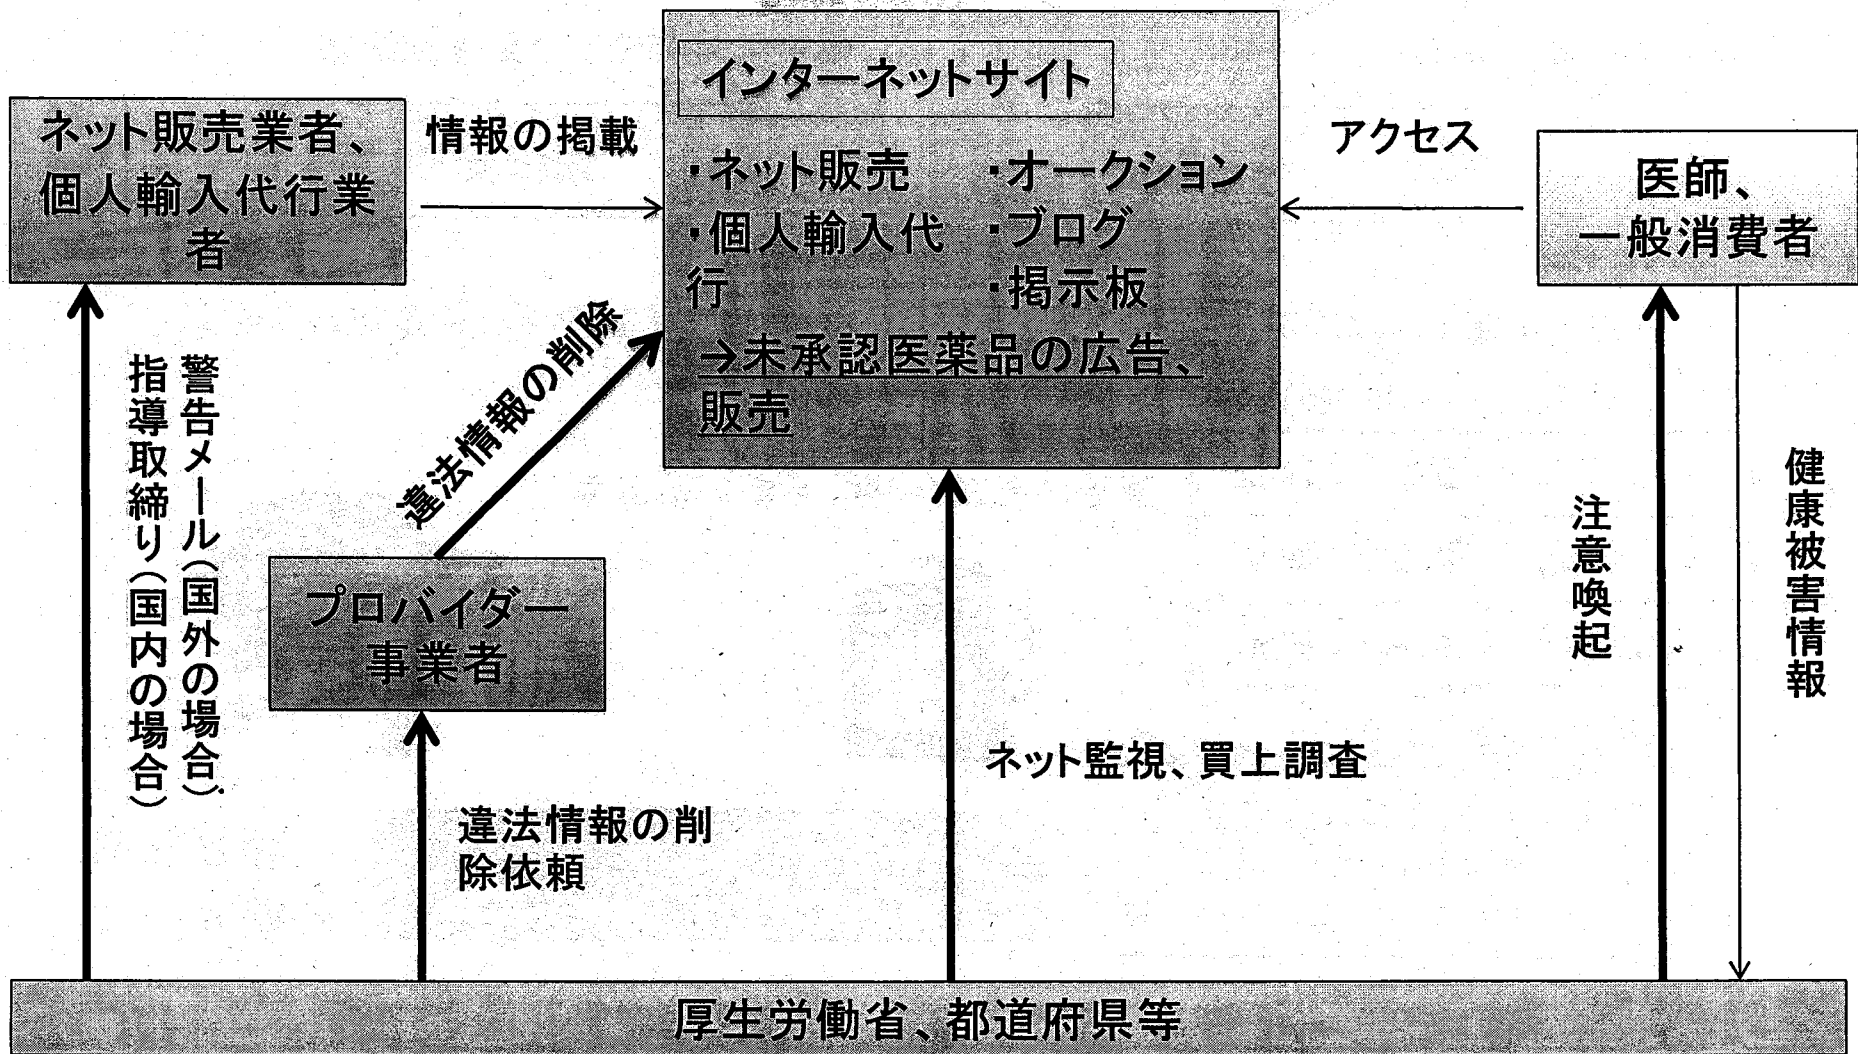 インターネットサイト
ネット販売業者、
個人輸入代行業
者
情報の掲載
・ネット販売
・個人輸入代
行
・オークション
・ブログ
・掲示板
→未承認医薬品の広告、
販売
アクセス
医師、
一般消費者
警告メール(国外の場合)
指導取締り(国内の場合)
違法情報の削除
プロバイダー
事業者
違法情報の削
除依頼
ネット監視、買上調査
注意喚起
健康被害情報
厚生労働省、都道府県等